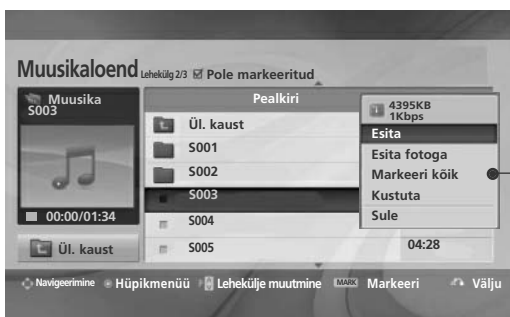 Muusikaloend Lehekülg 2/3 Pole markeeritud
Muusika
S003
00:00/01:34
Ül. kaust
Pealkiri
Ül. kaust
S001
S002
S003
S004
S005
04:28
4395KB
1Kbps
Esita
Esita fotoga
Markeeri kõik
Kustuta
Sule
Navigeerimine Hüpikmenüü Lehekülje muutmine MARK Markeeri Välju